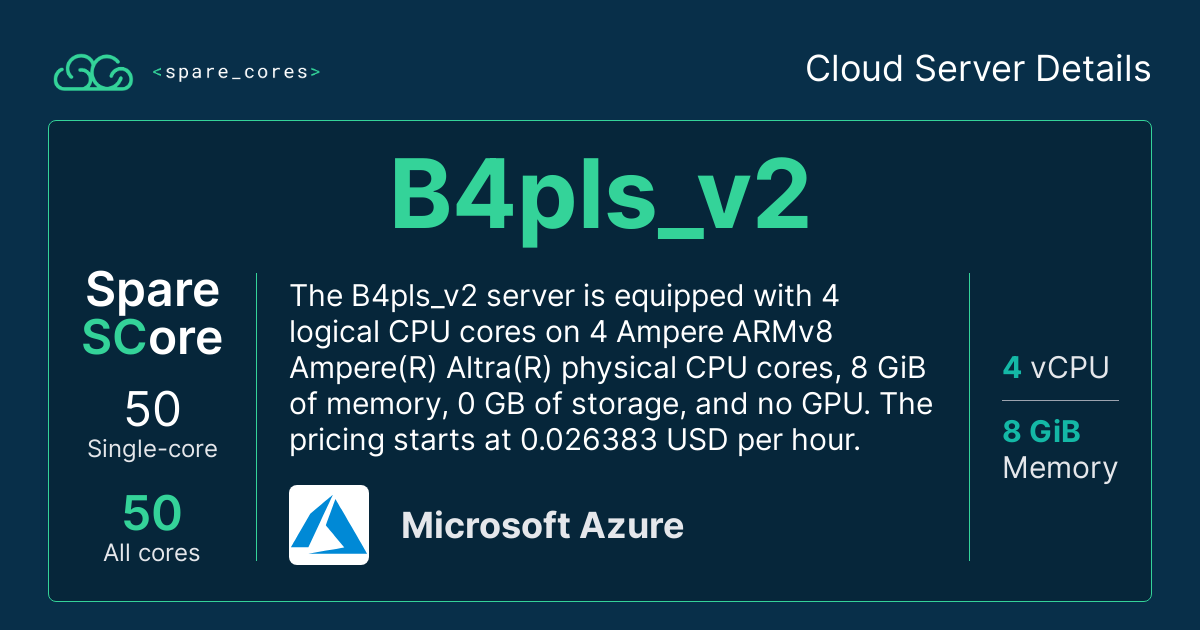 <spare_cores>
Cloud Server Details
B4pls_v2
Spare
SCore
50
Single-core
50
All cores
The B4pls_v2 server is equipped with 4
logical CPU cores on 4 Ampere ARMv8
Ampere(R) Altra(R) physical CPU cores, 8 GiB
of memory, 0 GB of storage, and no GPU. The
pricing starts at 0.026383 USD per hour.
Microsoft Azure
4 vCPU
8 GiB
Memory